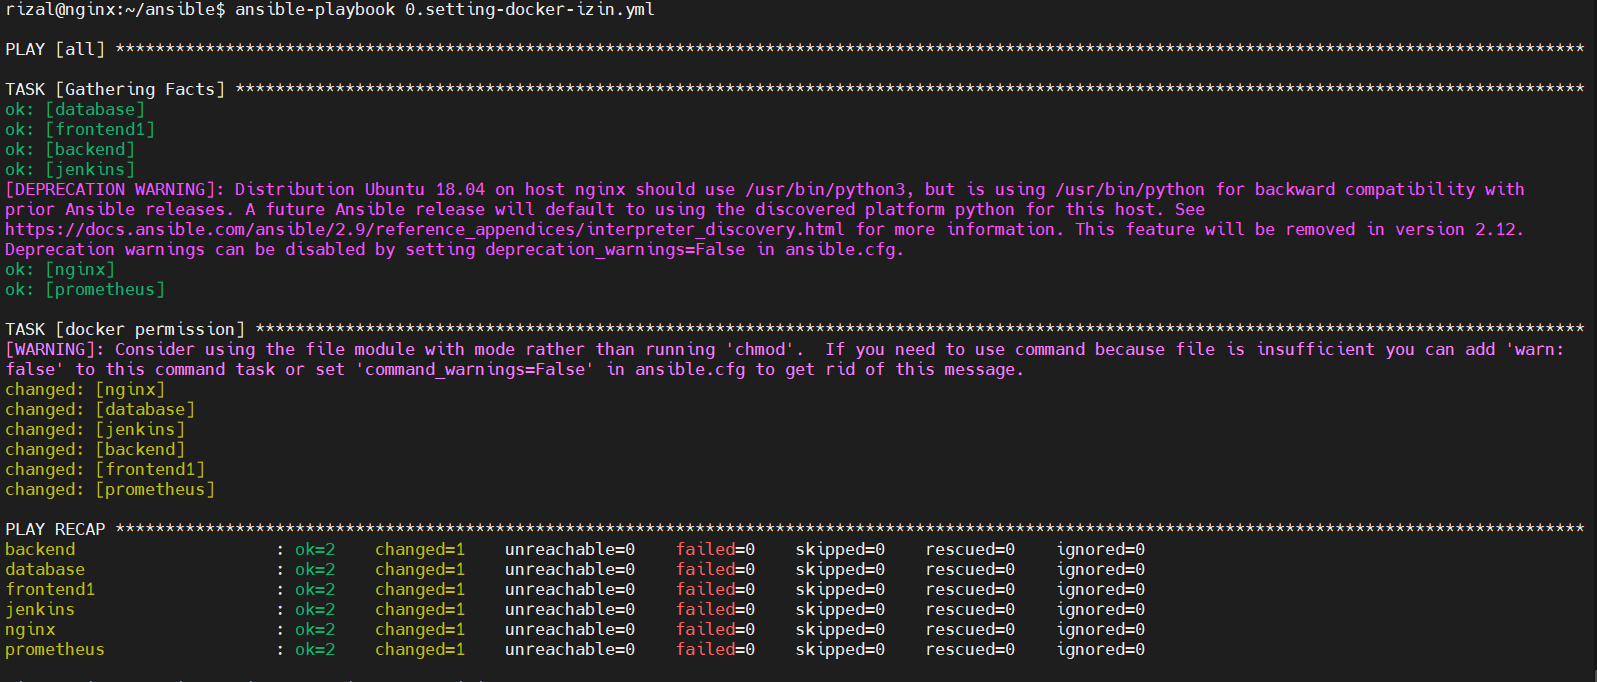 rizal@nginx:~/ansible$ ansible-playbook 0.setting-docker-izin.yml
PLAY [all] ***************************************************************************************************************************************************
TASK [Gathering Facts] ***************************************************************************************************************************************
ok: [database]
ok: [frontend1]
ok: [backend]
ok: [jenkins]
[DEPRECATION WARNING]: Distribution Ubuntu 18.04 on host nginx should use /usr/bin/python3, but is using /usr/bin/python for backward compatibility with
prior Ansible releases. A future Ansible release will default to using the discovered platform python for this host. See
https://docs.ansible.com/ansible/2.9/reference_appendices/interpreter_discovery.html for more information. This feature will be removed in version 2.12.
Deprecation warnings can be disabled by setting deprecation_warnings=False in ansible.cfg.
ok: [nginx]
ok: [prometheus]
TASK [docker permission] *************************************************************************************************************************************
[WARNING]: Consider using the file module with mode rather than running 'chmod'.  If you need to use command because file is insufficient you can add 'warn:
false' to this command task or set 'command_warnings=False' in ansible.cfg to get rid of this message.
changed: [nginx]
changed: [database]
changed: [jenkins]
changed: [backend]
changed: [frontend1]
changed: [prometheus]
PLAY RECAP ***************************************************************************************************************************************************
backend                    : ok=2    changed=1    unreachable=0    failed=0    skipped=0    rescued=0    ignored=0
database                   : ok=2    changed=1    unreachable=0    failed=0    skipped=0    rescued=0    ignored=0
frontend1                  : ok=2    changed=1    unreachable=0    failed=0    skipped=0    rescued=0    ignored=0
jenkins                    : ok=2    changed=1    unreachable=0    failed=0    skipped=0    rescued=0    ignored=0
nginx                      : ok=2    changed=1    unreachable=0    failed=0    skipped=0    rescued=0    ignored=0
prometheus                 : ok=2    changed=1    unreachable=0    failed=0    skipped=0    rescued=0    ignored=0